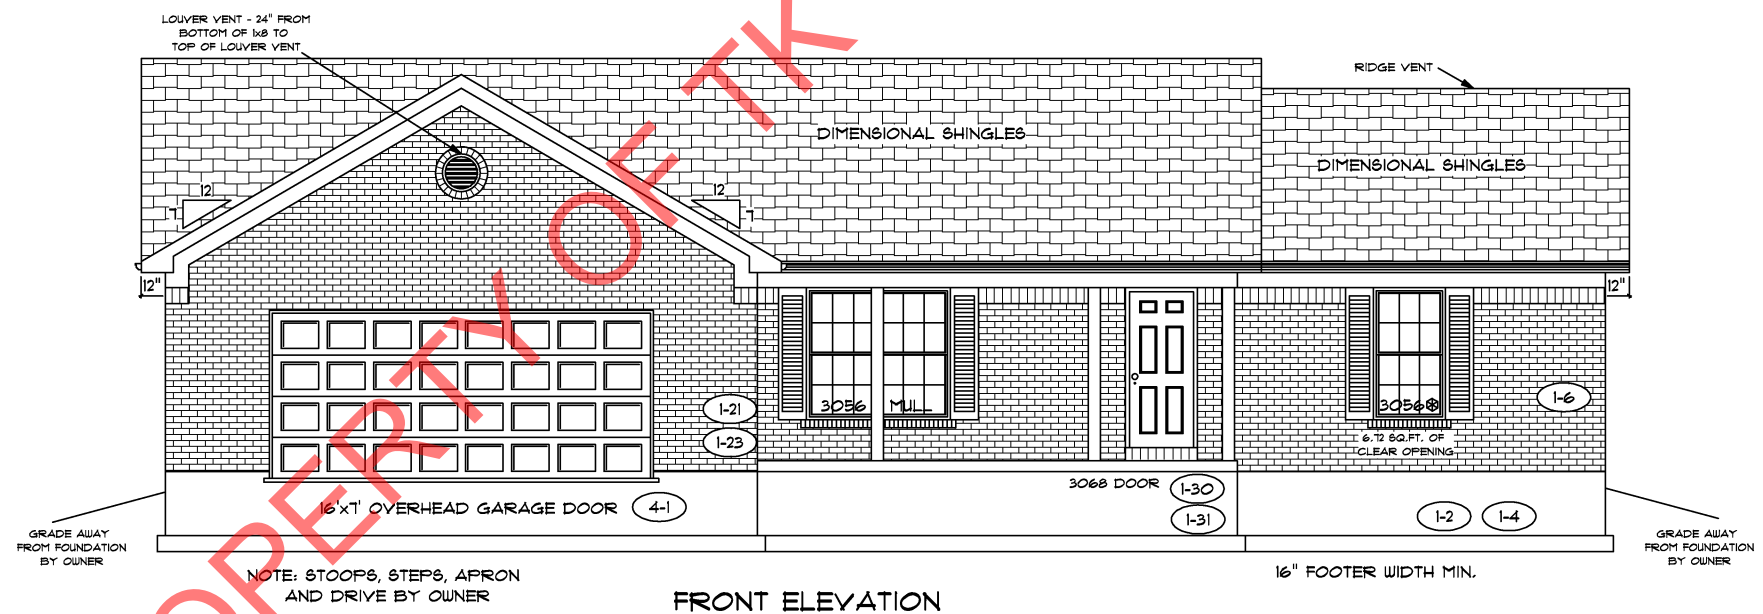 LOUVER VENT - 24" FROM
BOTTOM OF 1x8 TO
TOP OF LOUVER VENT
RIDGE VENT
DIMENSIONAL SHINGLES
DIMENSIONAL SHINGLES
12
7
12
7
12"
12"
3056 MULL
3056
1-21
1-23
1-6
6.72 SQ.FT. OF
CLEAR OPENING
3068 DOOR
1-30
1-31
16'x7' OVERHEAD GARAGE DOOR
4-1
1-2
1-4
GRADE AWAY
FROM FOUNDATION
BY OWNER
GRADE AWAY
FROM FOUNDATION
BY OWNER
NOTE: STOOPS, STEPS, APRON
AND DRIVE BY OWNER
16" FOOTER WIDTH MIN.
FRONT ELEVATION
OPERTY OF TK